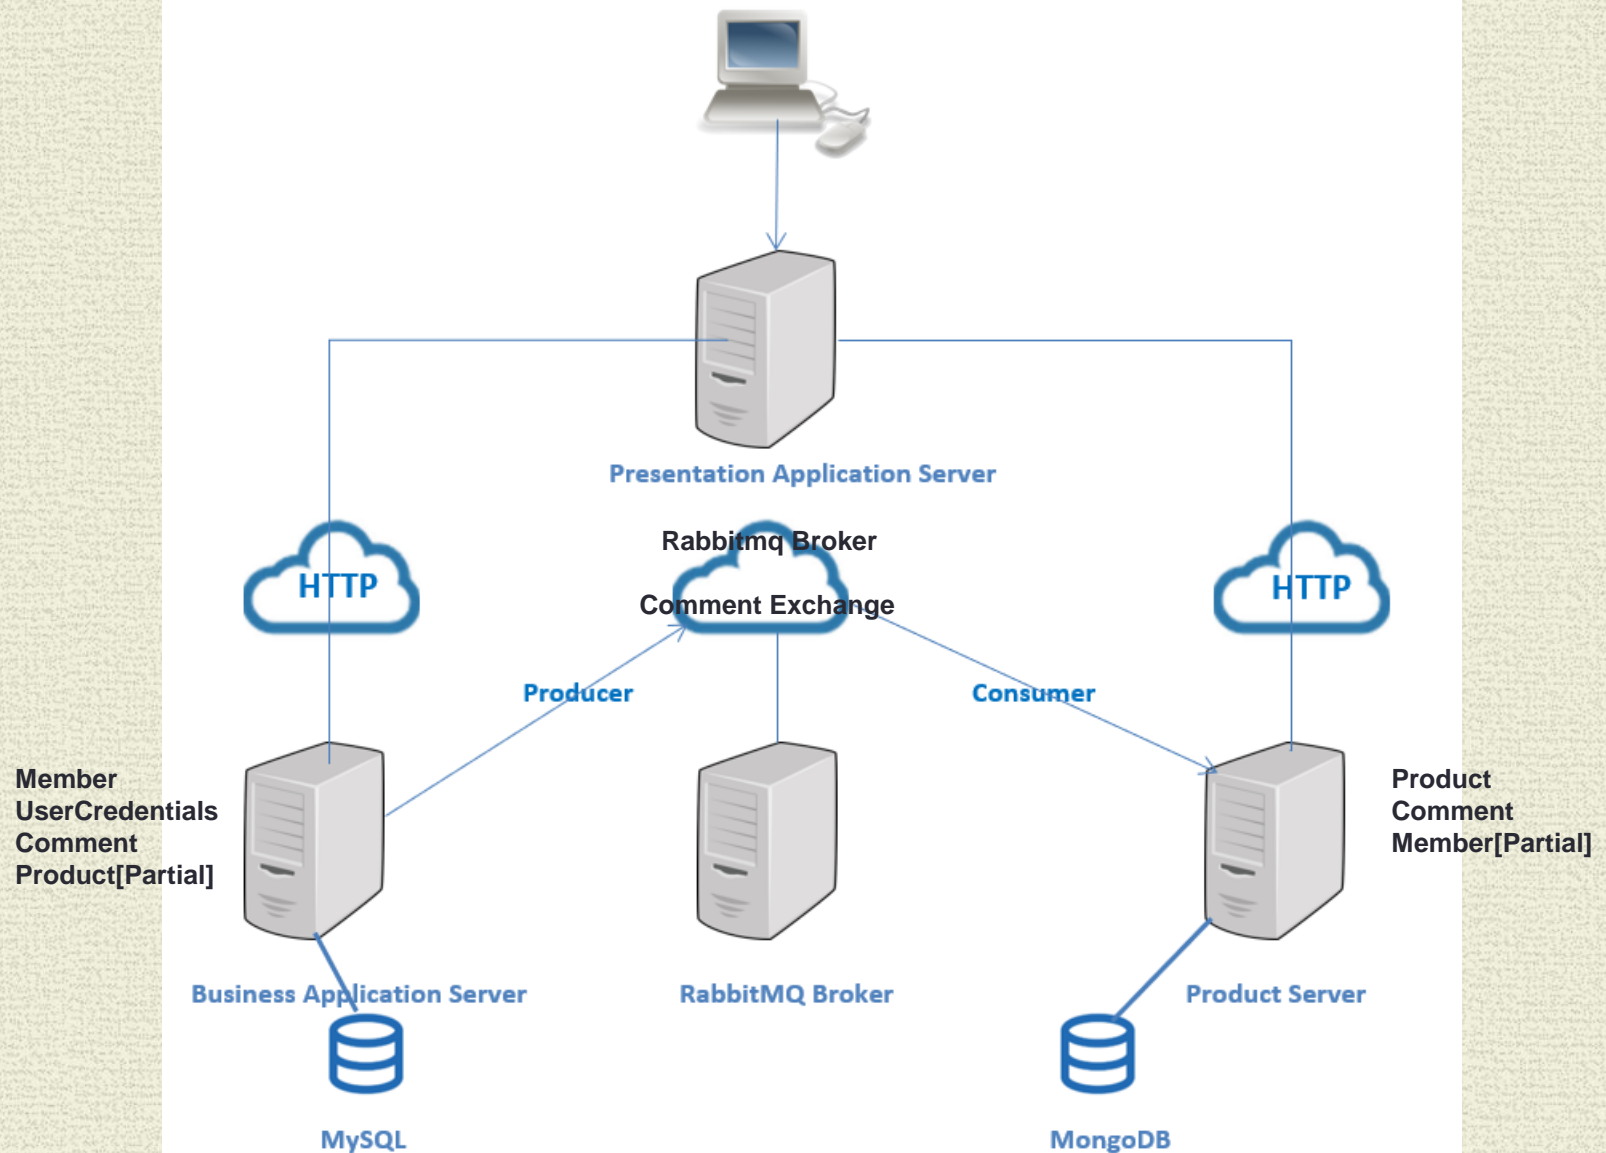 Presentation Application Server
HTTP
Rabbitmq Broker
Comment Exchange
HTTP
Producer
Consumer
Member
UserCredentials
Comment
Product[Partial]
Product
Comment
Member[Partial]
Business Application Server
RabbitMQ Broker
Product Server
MySQL
MongoDB